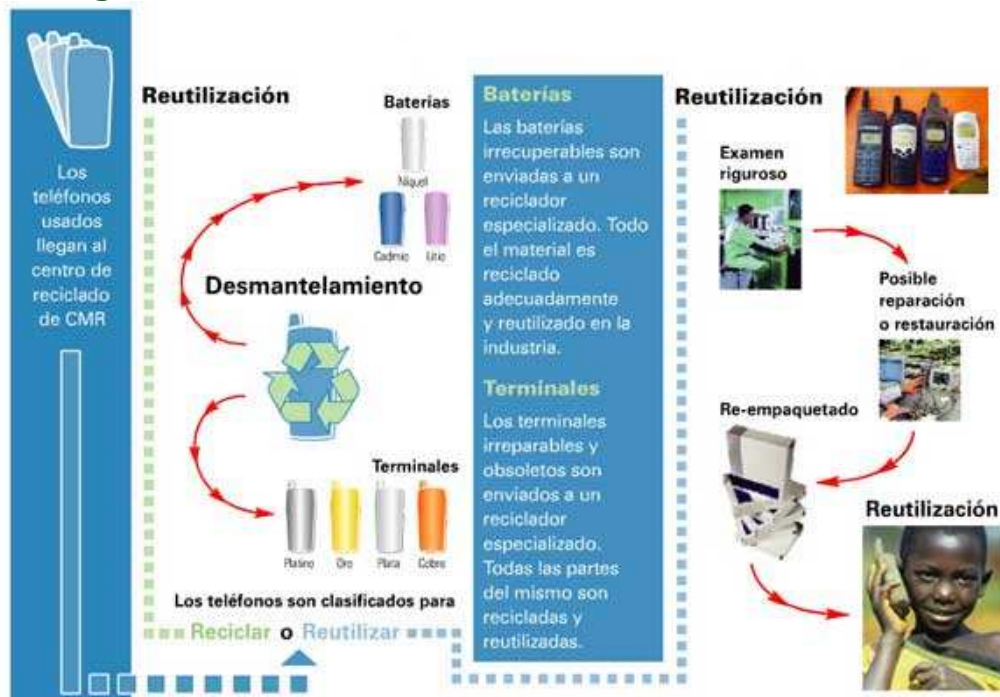 Los
teléfonos
usados
llegan al
centro de
reciclado
de CMR
Reutilización
Baterías
Níquel
Cadmio
Litio
Desmantelamiento
Terminales
Platino
Oro
Plata
Cobre
Los teléfonos son clasificados para
Reciclar o Reutilizar
Baterías
Las baterías
irrecuperables son
enviadas a un
reciclador
especializado. Todo
el material es
reciclado
adecuadamente
y reutilizado en la
industria.
Terminales
Los terminales
irreparables y
obsoletos son
enviados a un
reciclador
especializado.
Todas las partes
del mismo son
recicladas y
reutilizadas.
Reutilización
Examen
riguroso
Posible
reparación
o restauración
Re-empaquetado
Reutilización